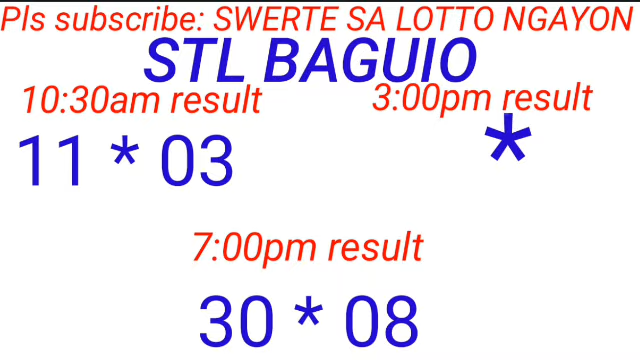 Pls subscribe: SWERTE SA LOTTO NGAYON
STL BAGUIO
10:30am result
3:00pm result
11 * 03
*
7:00pm result
30 * 08